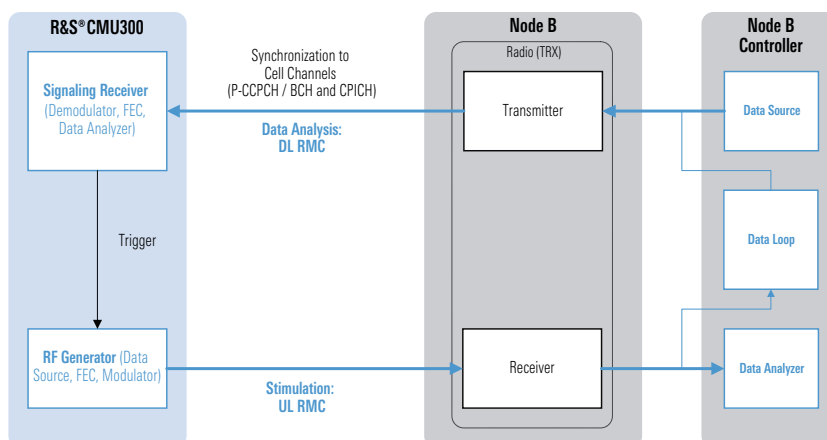 R&S®CMU300
Node B
Node B
Controller
Radio (TRX)
Synchronization to
Cell Channels
(P-CCPCH / BCH and CPICH)
Signaling Receiver
(Demodulator, FEC,
Data Analyzer)
Data Analysis:
DL RMC
Transmitter
Data Source
Trigger
Data Loop
RF Generator (Data
Source, FEC, Modulator)
Stimulation:
UL RMC
Receiver
Data Analyzer